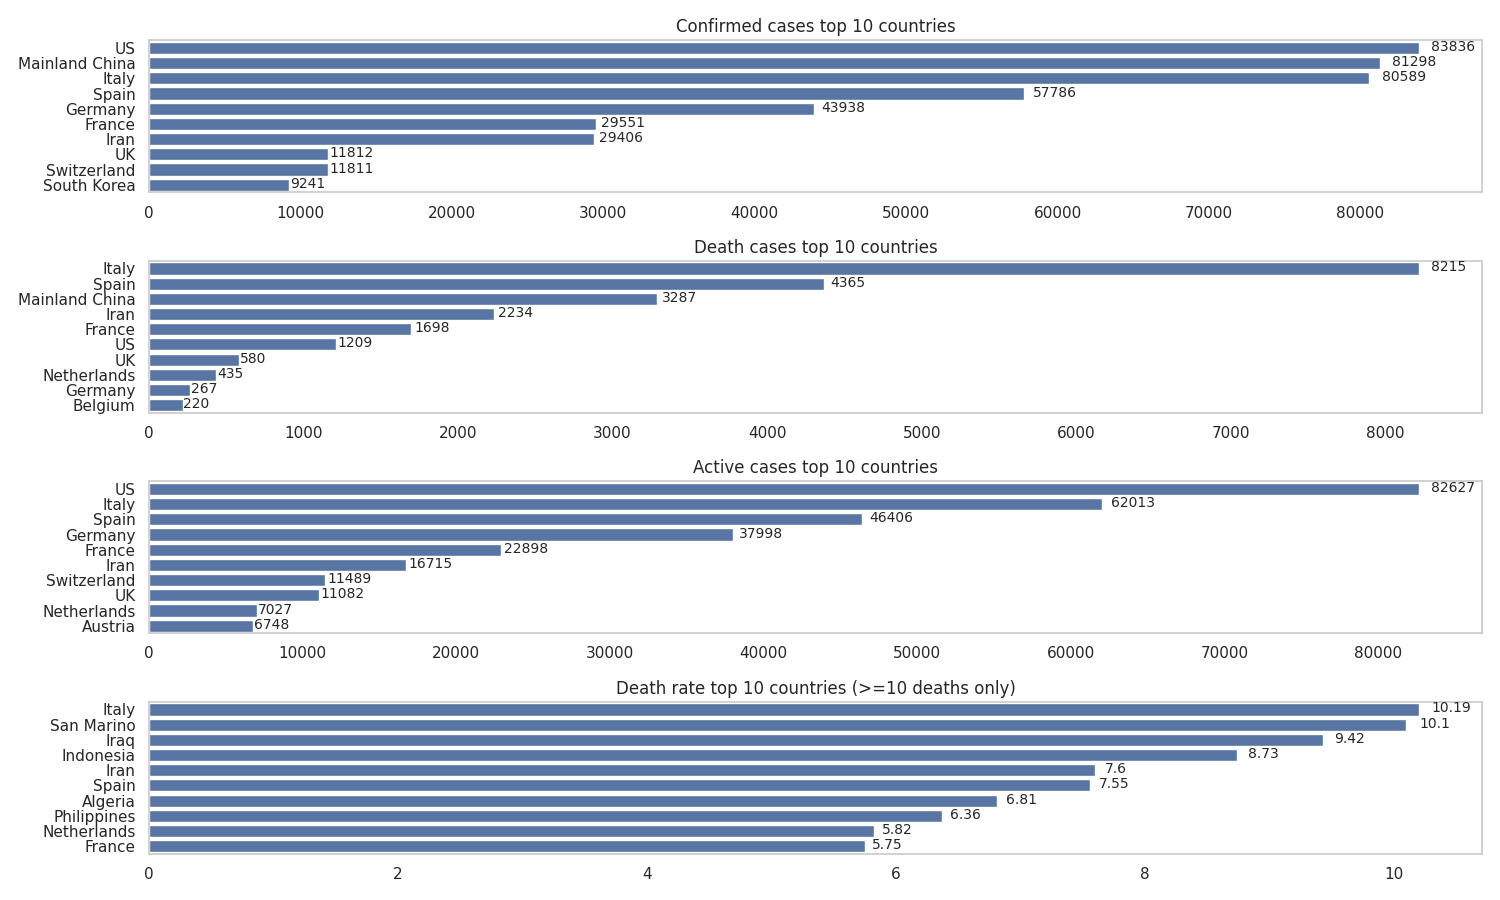 Confirmed cases top 10 countries
US 83836
Mainland China 81298
Italy 80589
Spain 57786
Germany 43938
France 29551
Iran 29406
UK 11812
Switzerland 11811
South Korea 9241
0 10000 20000 30000 40000 50000 60000 70000 80000
Death cases top 10 countries
Italy 8215
Spain 4365
Mainland China 3287
Iran 2234
France 1698
US 1209
UK 580
Netherlands 435
Germany 267
Belgium 220
0 1000 2000 3000 4000 5000 6000 7000 8000
Active cases top 10 countries
US 82627
Italy 62013
Spain 46406
Germany 37998
France 22898
Iran 16715
Switzerland 11489
UK 11082
Netherlands 7027
Austria 6748
0 10000 20000 30000 40000 50000 60000 70000 80000
Death rate top 10 countries (>=10 deaths only)
Italy 10.19
San Marino 10.1
Iraq 9.42
Indonesia 8.73
Iran 7.6
Spain 7.55
Algeria 6.81
Philippines 6.36
Netherlands 5.82
France 5.75
0 2 4 6 8 10